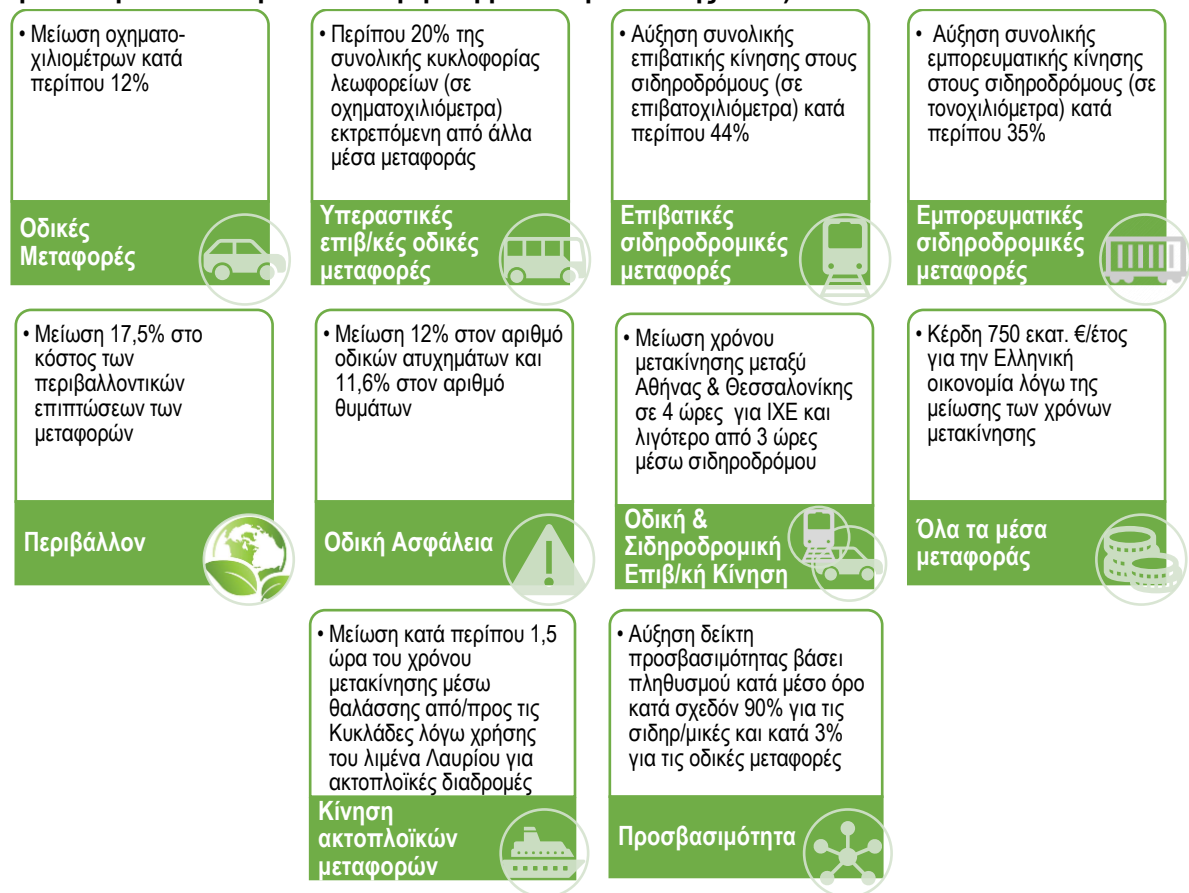 • Μείωση οχηματο-
χιλιομέτρων κατά
περίπου 12%
Οδικές
Μεταφορές
• Περίπου 20% της
συνολικής κυκλοφορίας
λεωφορείων (σε
οχηματοχιλιόμετρα)
εκτρεπόμενη από άλλα
μέσα μεταφοράς
Υπεραστικές
επιβ/κές οδικές
μεταφορές
• Αύξηση συνολικής
επιβατικής κίνησης στους
σιδηροδρόμους (σε
επιβατοχιλιόμετρα) κατά
περίπου 44%
Επιβατικές
σιδηροδρομικές
μεταφορές
• Αύξηση συνολικής
εμπορευματικής κίνησης
στους σιδηροδρόμους (σε
τονοχιλιόμετρα) κατά
περίπου 35%
Εμπορευματικές
σιδηροδρομικές
μεταφορές
• Μείωση 17,5% στο
κόστος των
περιβαλλοντικών
επιπτώσεων των
μεταφορών
Περιβάλλον
• Μείωση 12% στον αριθμό
οδικών ατυχημάτων και
11,6% στον αριθμό
θυμάτων
Οδική Ασφάλεια
• Μείωση χρόνου
μετακίνησης μεταξύ
Αθήνας & Θεσσαλονίκης
σε 4 ώρες για ΙΧΕ και
λιγότερο από 3 ώρες
μέσω σιδηροδρόμου
Οδική &
Σιδηροδρομική
Επιβ/κή Κίνηση
• Κέρδη 750 εκατ. €/έτος
για την Ελληνική
οικονομία λόγω της
μείωσης των χρόνων
μετακίνησης
Όλα τα μέσα
μεταφοράς
• Μείωση κατά περίπου 1,5
ώρα του χρόνου
μετακίνησης μέσω
θαλάσσης από/προς τις
Κυκλάδες λόγω χρήσης
του λιμένα Λαυρίου για
ακτοπλοϊκές διαδρομές
Κίνηση
ακτοπλοϊκών
μεταφορών
• Αύξηση δείκτη
προσβασιμότητας βάσει
πληθυσμού κατά μέσο όρο
κατά σχεδόν 90% για τις
σιδηρ/μικές και κατά 3%
για τις οδικές μεταφορές
Προσβασιμότητα